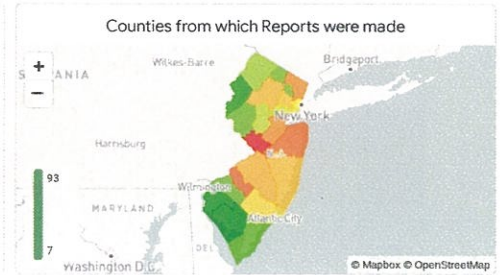 Counties from which Reports were made
+
Wilkes-Barre
Bridgeport
ANIA
−
New York
Harrisburg
93
Wilmington
MARYLAND
Atlantic City
7
DEL
Washington D.C.
© Mapbox © OpenStreetMap